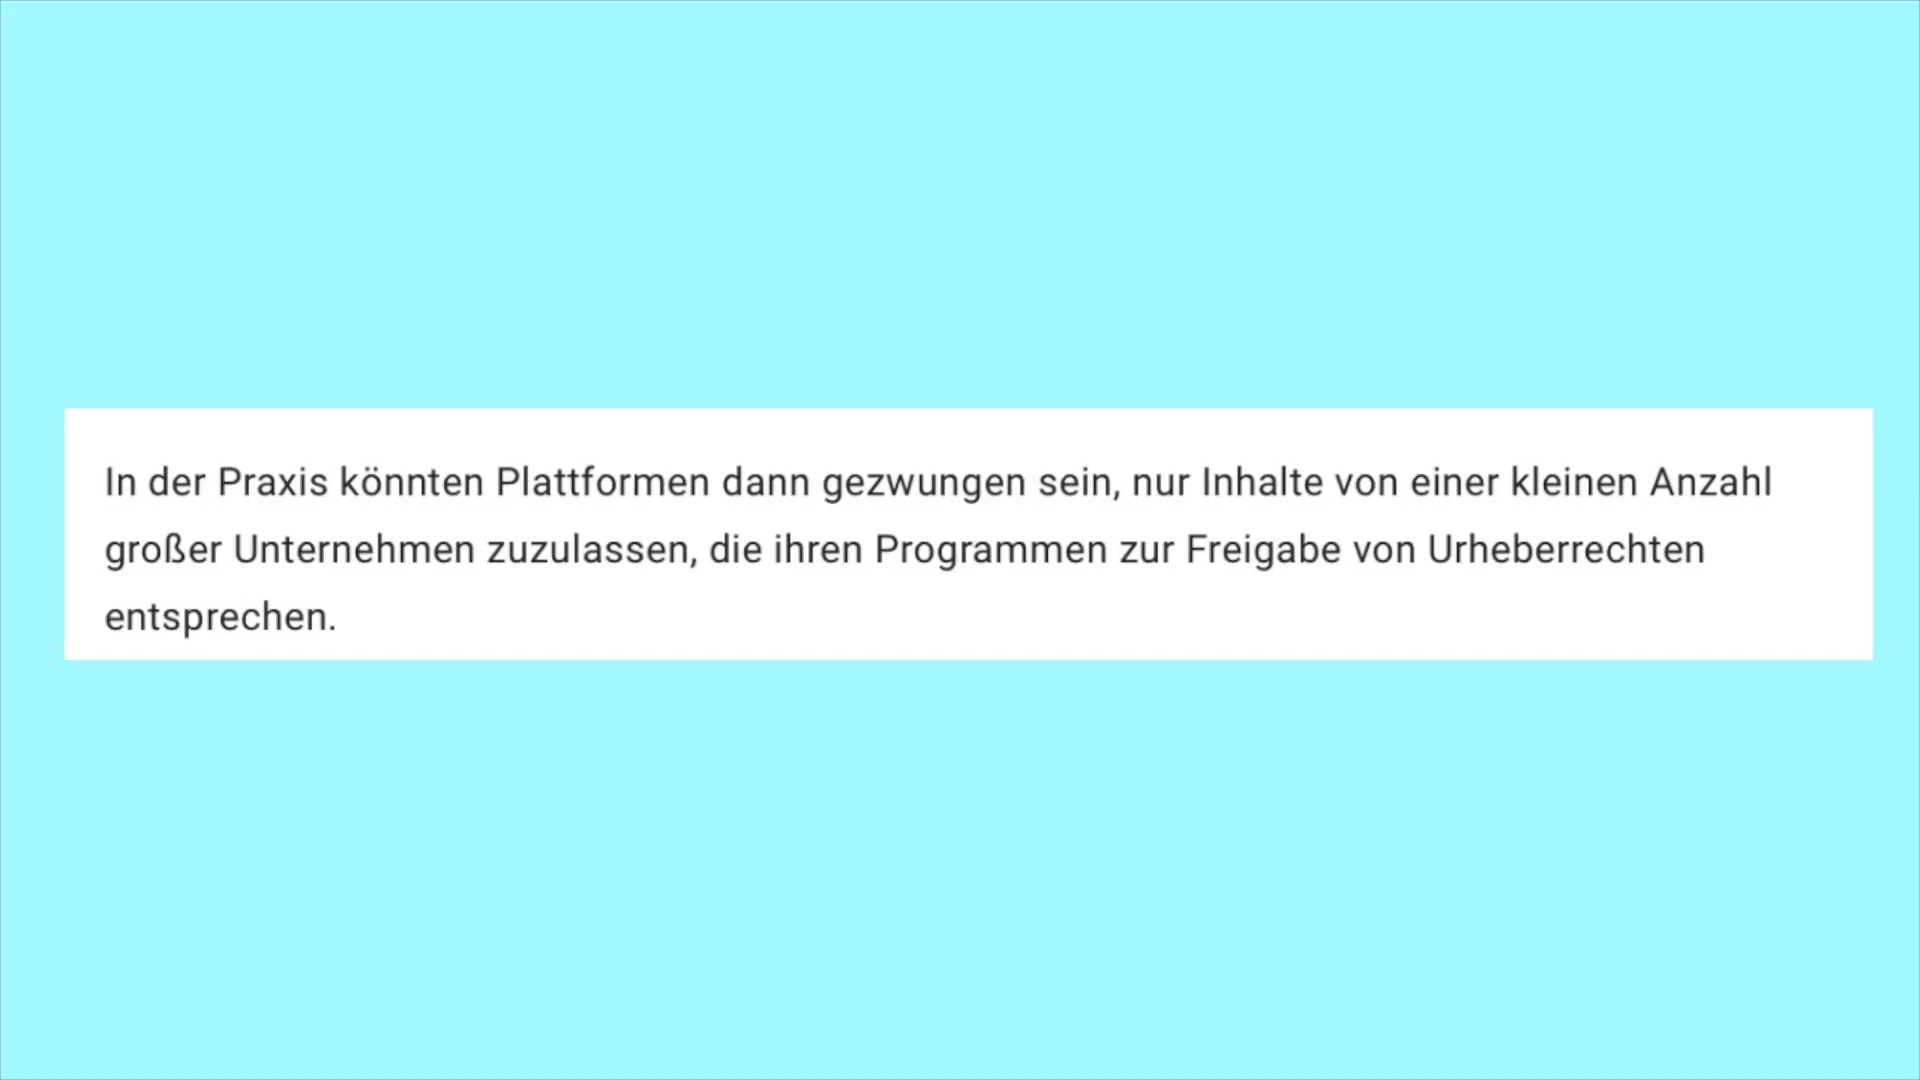 In der Praxis könnten Plattformen dann gezwungen sein, nur Inhalte von einer kleinen Anzahl
großer Unternehmen zuzulassen, die ihren Programmen zur Freigabe von Urheberrechten
entsprechen.